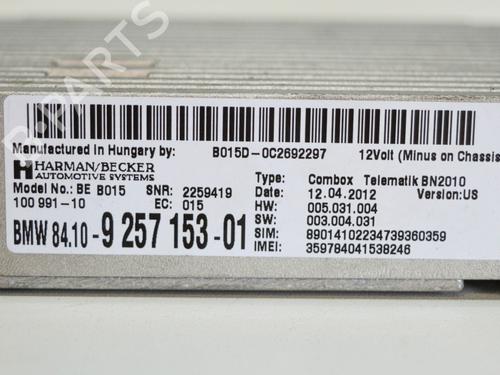 B-PARTS
Manufactured in Hungary by: B015D-0C2692297 12Volt (Minus on Chassis
HARMAN/BECKER
AUTOMOTIVE SYSTEMS
Type: Combox Telematik BN2010
Model No.: BE B015 SNR: 2259419 Date: 12.04.2012 Version:US
100 991-10 EC: 015 HW: 005.031.004
SW: 003.004.031
BMW 84.10-9 257 153-01 SIM: 89014102234739360359
IMEI: 359784041538246